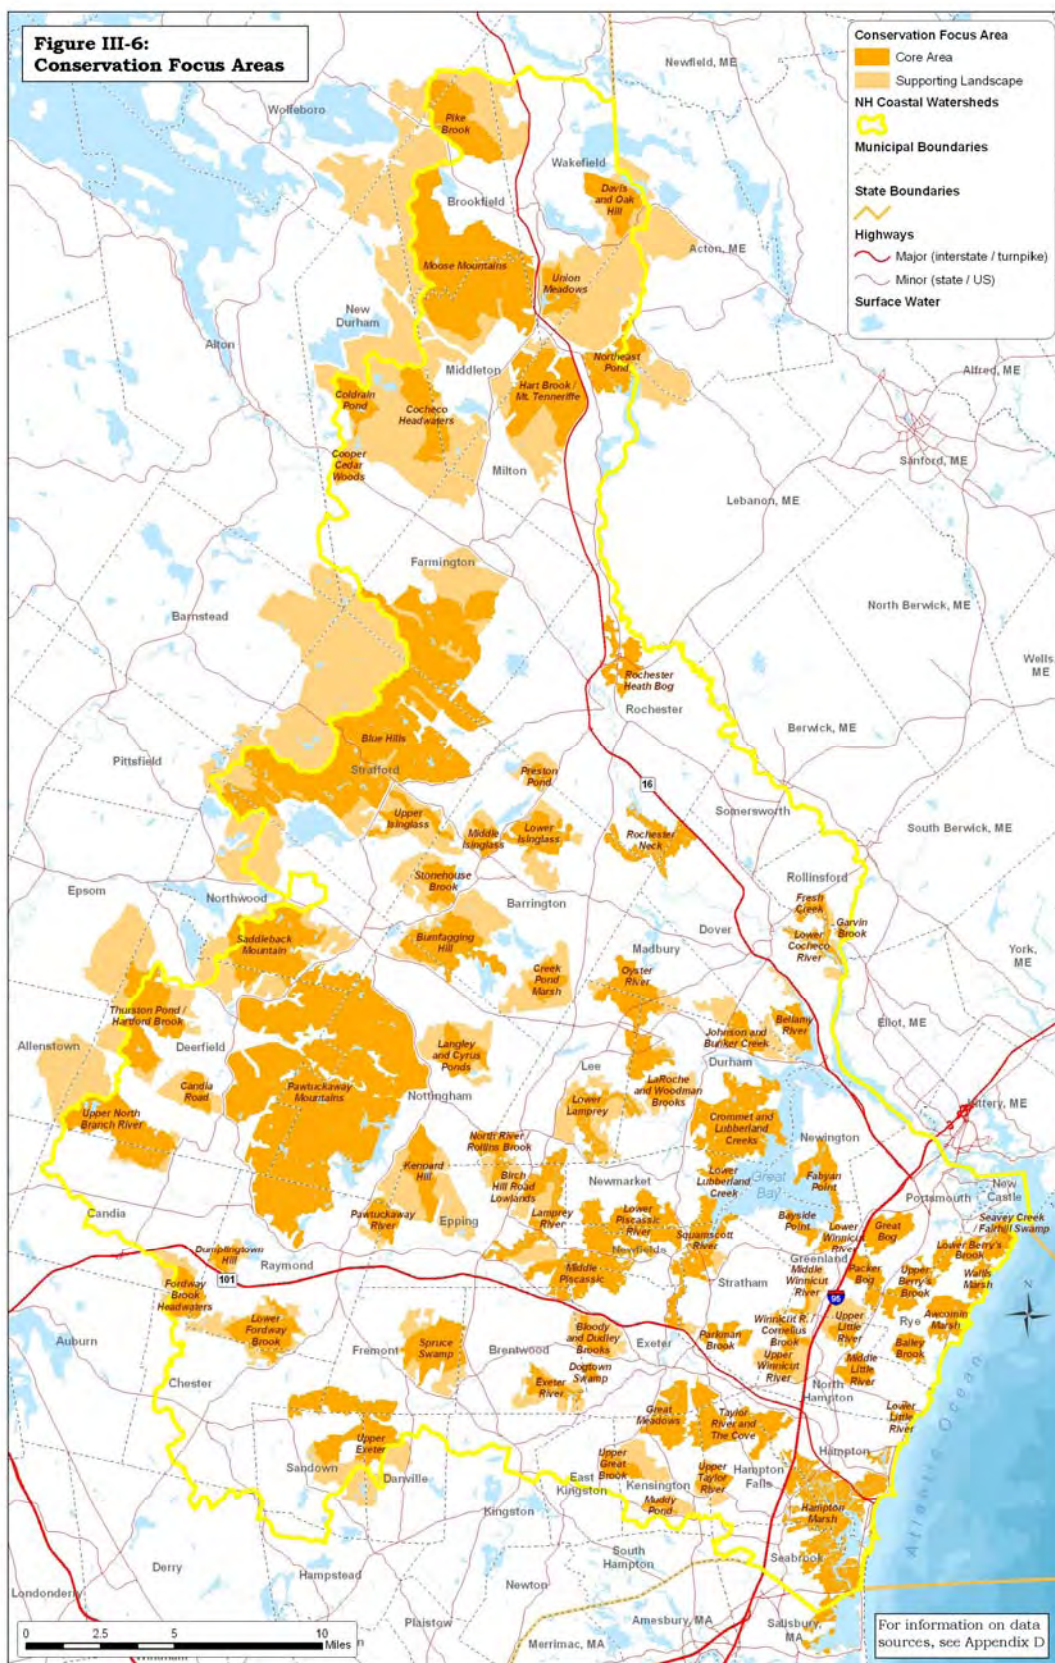 Figure III-6:
Conservation Focus Areas
Conservation Focus Area
Core Area
Supporting Landscape
NH Coastal Watersheds
Municipal Boundaries
State Boundaries
Highways
Major (interstate / turnpike)
Minor (state / US)
Surface Water
Newfield, ME
Wolfeboro
Pike
Brook
Wakefield
Davis
and Oak
Hill
Brookfield
Acton, ME
Moose Mountains
Union
Meadows
New
Durham
Alton
Middleton
Northeast
Pond
Alfred, ME
Hart Brook /
Mt. Tenneriffe
Coldrain
Pond
Cocheco
Headwaters
Cooper
Cedar
Woods
Milton
Sanford, ME
Lebanon, ME
Farmington
Barnstead
North Berwick, ME
Wells
ME
Rochester
Heath Bog
Rochester
Berwick, ME
Blue Hills
Pittsfield
Strafford
Preston
Pond
16
Somersworth
Upper
Isinglass
Middle
Isinglass
Lower
Isinglass
Rochester
Neck
South Berwick, ME
Stonehouse
Brook
Rollinsford
Epsom
Northwood
Barrington
Fresh
Creek
Garvin
Brook
Saddleback
Mountain
Bumfagging
Hill
Dover
Madbury
Lower
Cocheco
River
York,
ME
Creek
Pond
Marsh
Oyster
River
Thurston Pond /
Hartford Brook
Bellamy
River
Eliot, ME
Allenstown
Deerfield
Langley
and Cyrus
Ponds
Johnson and
Bunker Creek
Durham
Lee
Candia
Road
Pawtuckaway
Mountains
Nottingham
LaRoche
and Woodman
Brooks
Lower
Lamprey
Kittery, ME
Upper North
Branch River
Crommet and
Lubberland
Creeks
Newington
North River /
Rollins Brook
Kennard
Hill
Birch
Hill Road
Lowlands
Newmarket
Lower
Lubberland
Creek
Great
Bay
Fabyan
Point
Portsmouth
New
Castle
Candia
Pawtuckaway
River
Epping
Lamprey
River
Lower
Piscassic
River
Newfields
Squamscott
River
Bayside
Point
Lower
Winnicut
River
Great
Bog
Seavey Creek
/ Fairhill Swamp
Greenland
Lower Berry's
Brook
Dumplingtown
Hill
Raymond
101
Fordway
Brook
Headwaters
Middle
Piscassic
Stratham
Middle
Winnicut
River
Packer
Bog
Upper
Berry's
Brook
Wallis
Marsh
95
N
Auburn
Lower
Fordway
Brook
Fremont
Spruce
Swamp
Brentwood
Bloody
and Dudley
Brooks
Exeter
Parkman
Brook
Winnicut R. /
Cornelius
Brook
Upper
Little
River
Rye
Awcomin
Marsh
Bailey
Brook
Chester
Dogtown
Swamp
Exeter
River
Upper
Winnicut
River
Middle
Little
River
North
Hampton
Great
Meadows
Taylor
River and
The Cove
Lower
Little
River
Atlantic Ocean
Upper
Exeter
Sandown
Danville
Upper
Great
Brook
East
Kingston
Kensington
Upper
Taylor
River
Hampton
Falls
Hampton
Kingston
Muddy
Pond
Hampton
Marsh
South
Hampton
Seabrook
Derry
Hampstead
Newton
Londonderry
Plaistow
Amesbury, MA
Salisbury,
MA
Merrimac, MA
0 2.5 5 10
Miles
For information on data
sources, see Appendix D